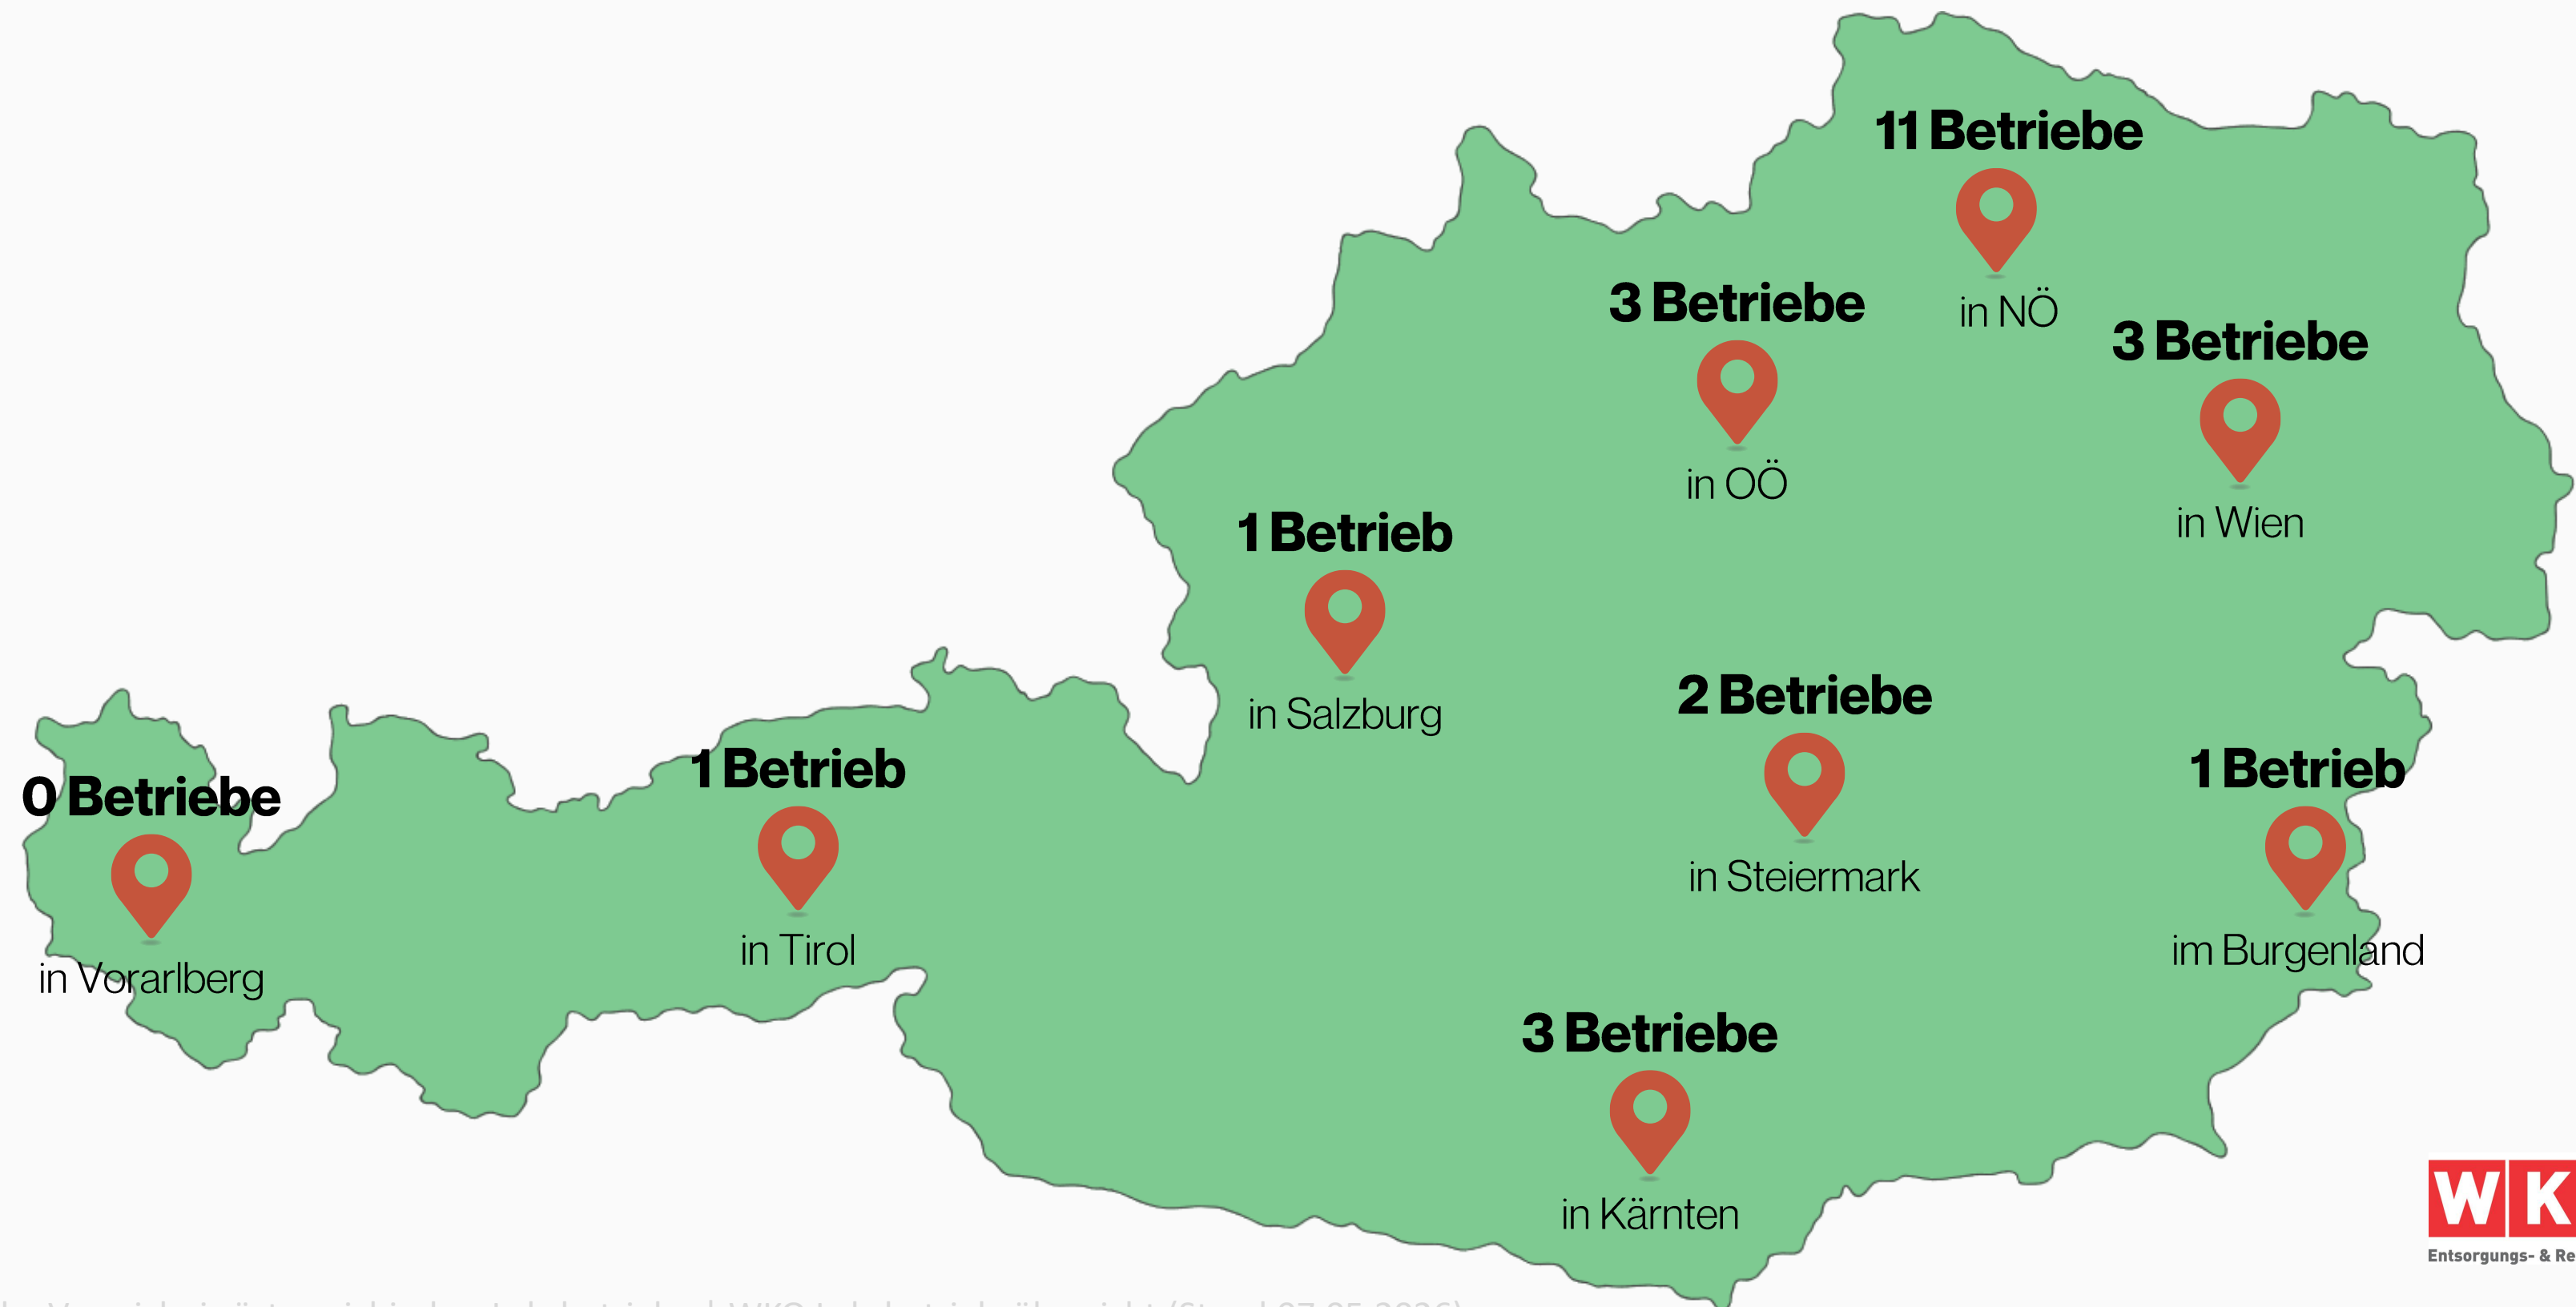 11 Betriebe
in NÖ
3 Betriebe
in OÖ
3 Betriebe
in Wien
1 Betrieb
in Salzburg
2 Betriebe
in Steiermark
1 Betrieb
in Tirol
0 Betriebe
in Vorarlberg
1 Betrieb
im Burgenland
3 Betriebe
in Kärnten
WK
Entsorgungs- & Re